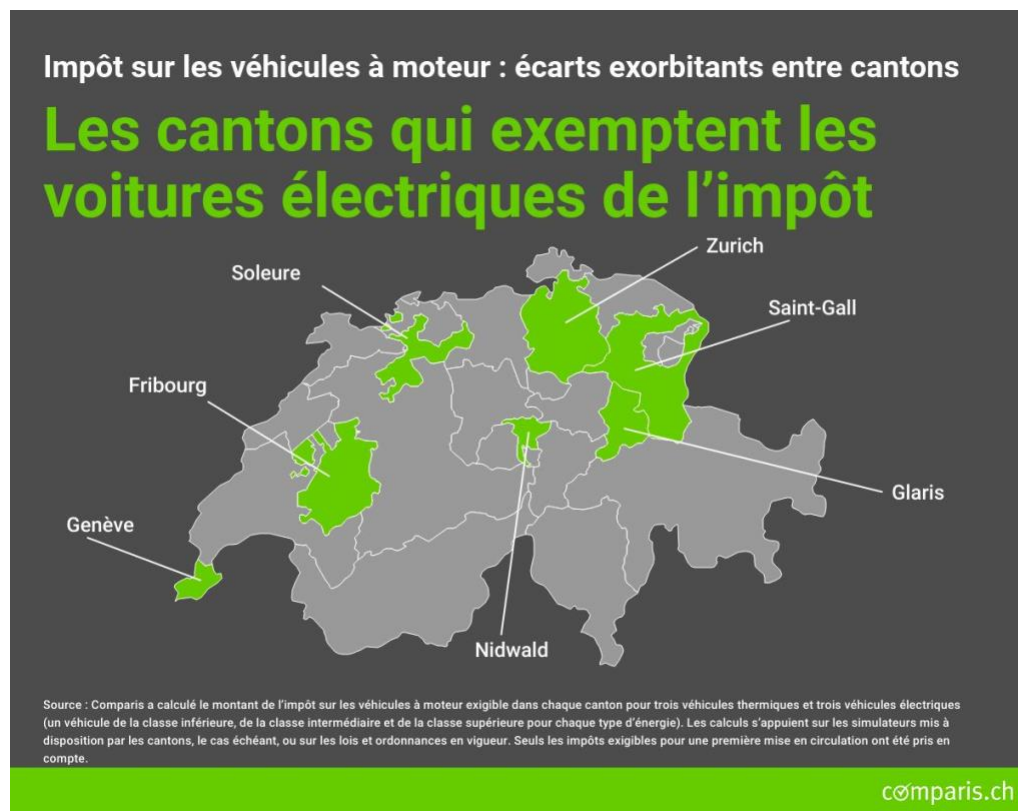 Impôt sur les véhicules à moteur : écarts exorbitants entre cantons
Les cantons qui exemptent les
voitures électriques de l’impôt
Zurich
Soleure
Saint-Gall
Fribourg
Glaris
Genève
Nidwald
Source : Comparis a calculé le montant de l’impôt sur les véhicules à moteur exigible dans chaque canton pour trois véhicules thermiques et trois véhicules électriques
(un véhicule de la classe inférieure, de la classe intermédiaire et de la classe supérieure pour chaque type d’énergie). Les calculs s’appuient sur les simulateurs mis à
disposition par les cantons, le cas échéant, ou sur les lois et ordonnances en vigueur. Seuls les impôts exigibles pour une première mise en circulation ont été pris en
compte.
comparis.ch